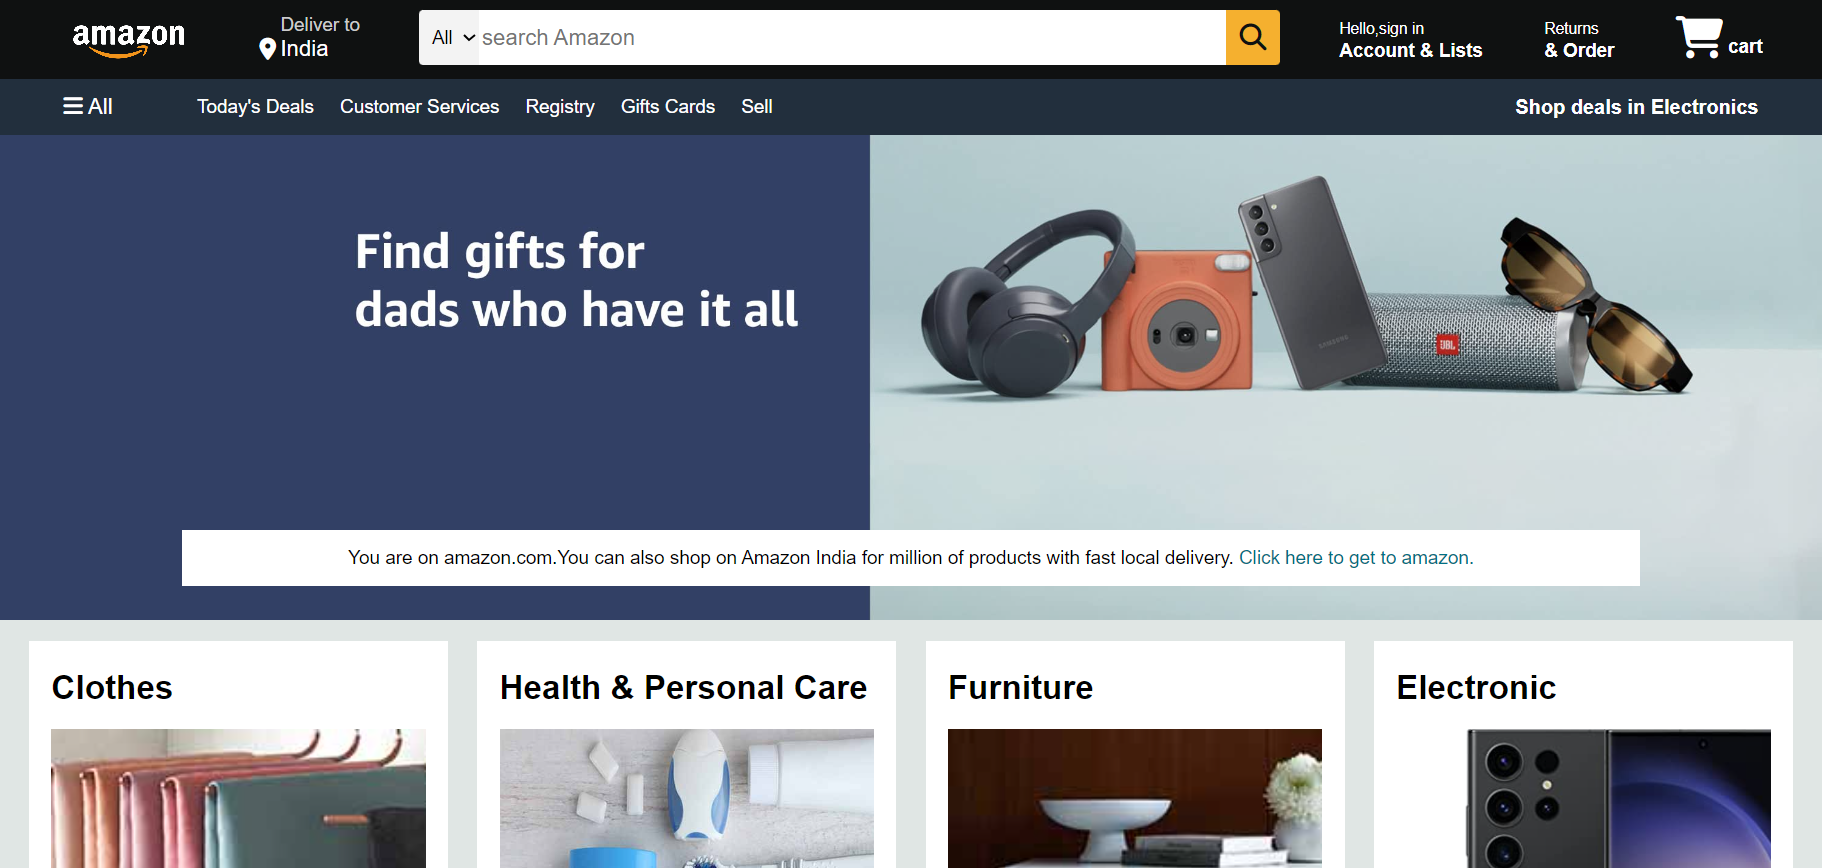 amazon
Deliver to
India
All
search Amazon
Hello,sign in
Account & Lists
Returns
& Order
cart
All
Today's Deals
Customer Services
Registry
Gifts Cards
Sell
Shop deals in Electronics
Find gifts for
dads who have it all
SAMSUNG
JBL
You are on amazon.com.You can also shop on Amazon India for million of products with fast local delivery. Click here to get to amazon.
Clothes
Health & Personal Care
Furniture
Electronic